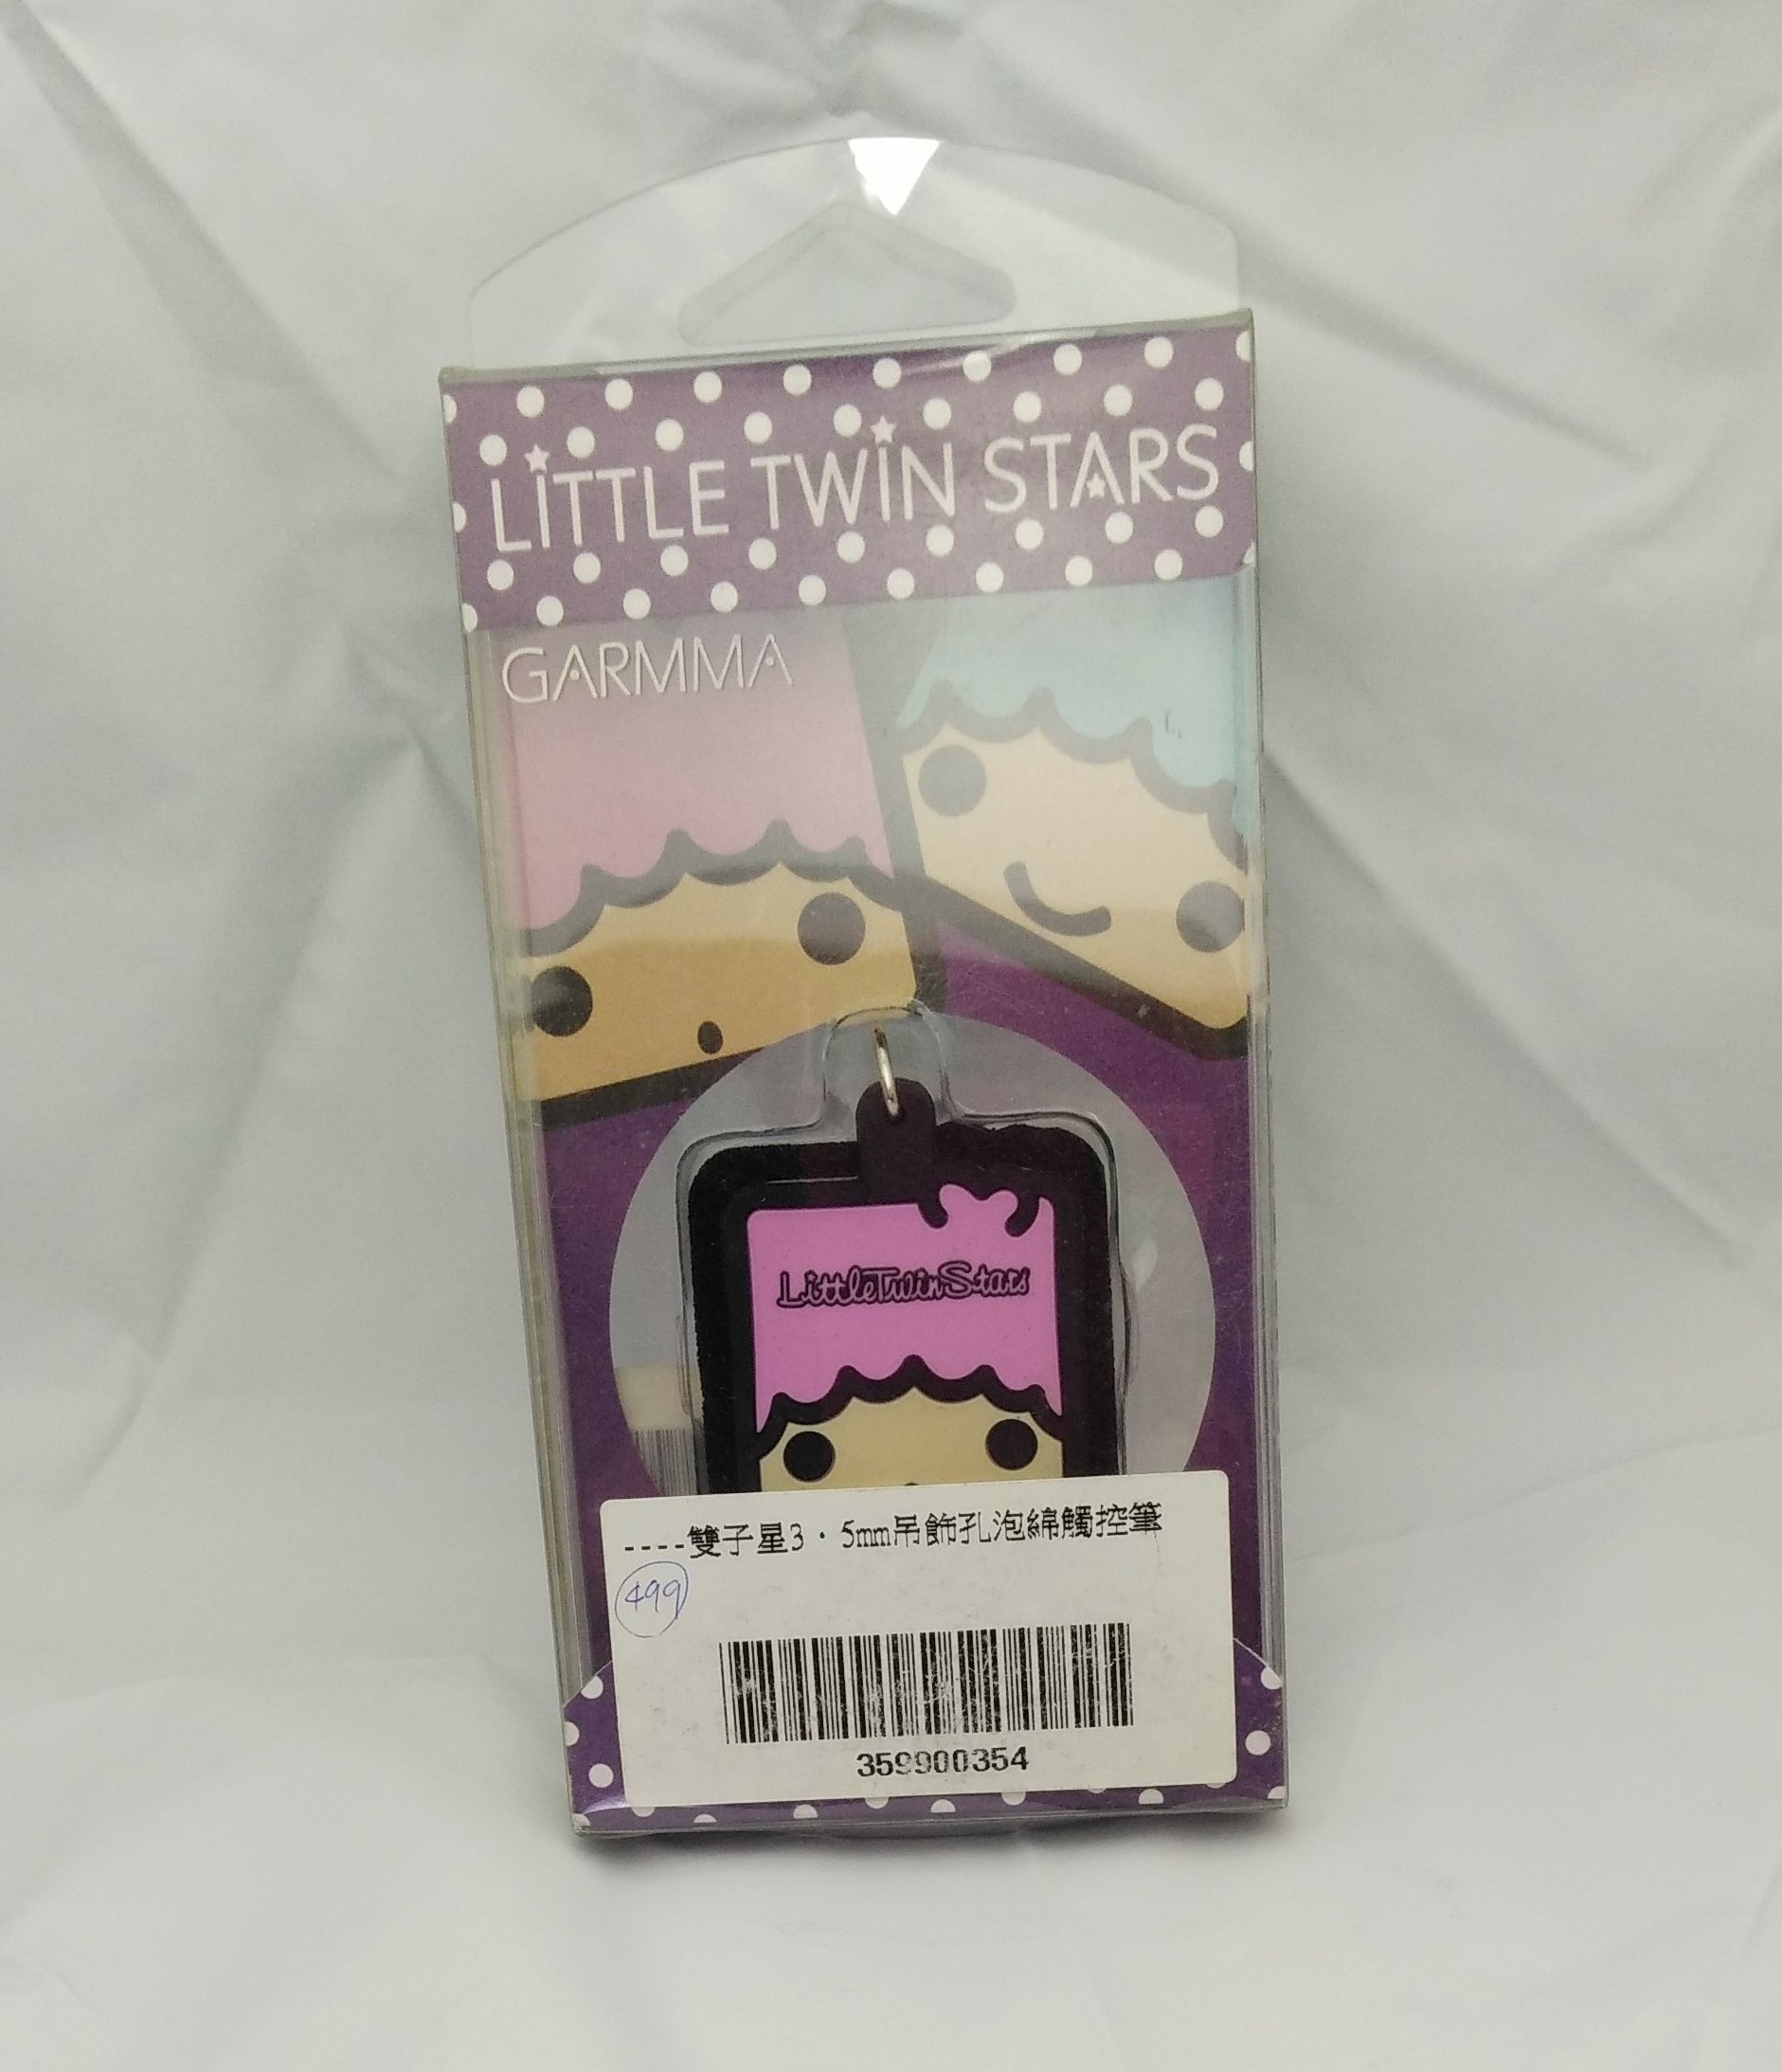 LITTLE TWIN STARS
GARMMA
LittleTwinStars
----雙子星3．5mm吊飾孔泡綿觸控筆
499
359900354